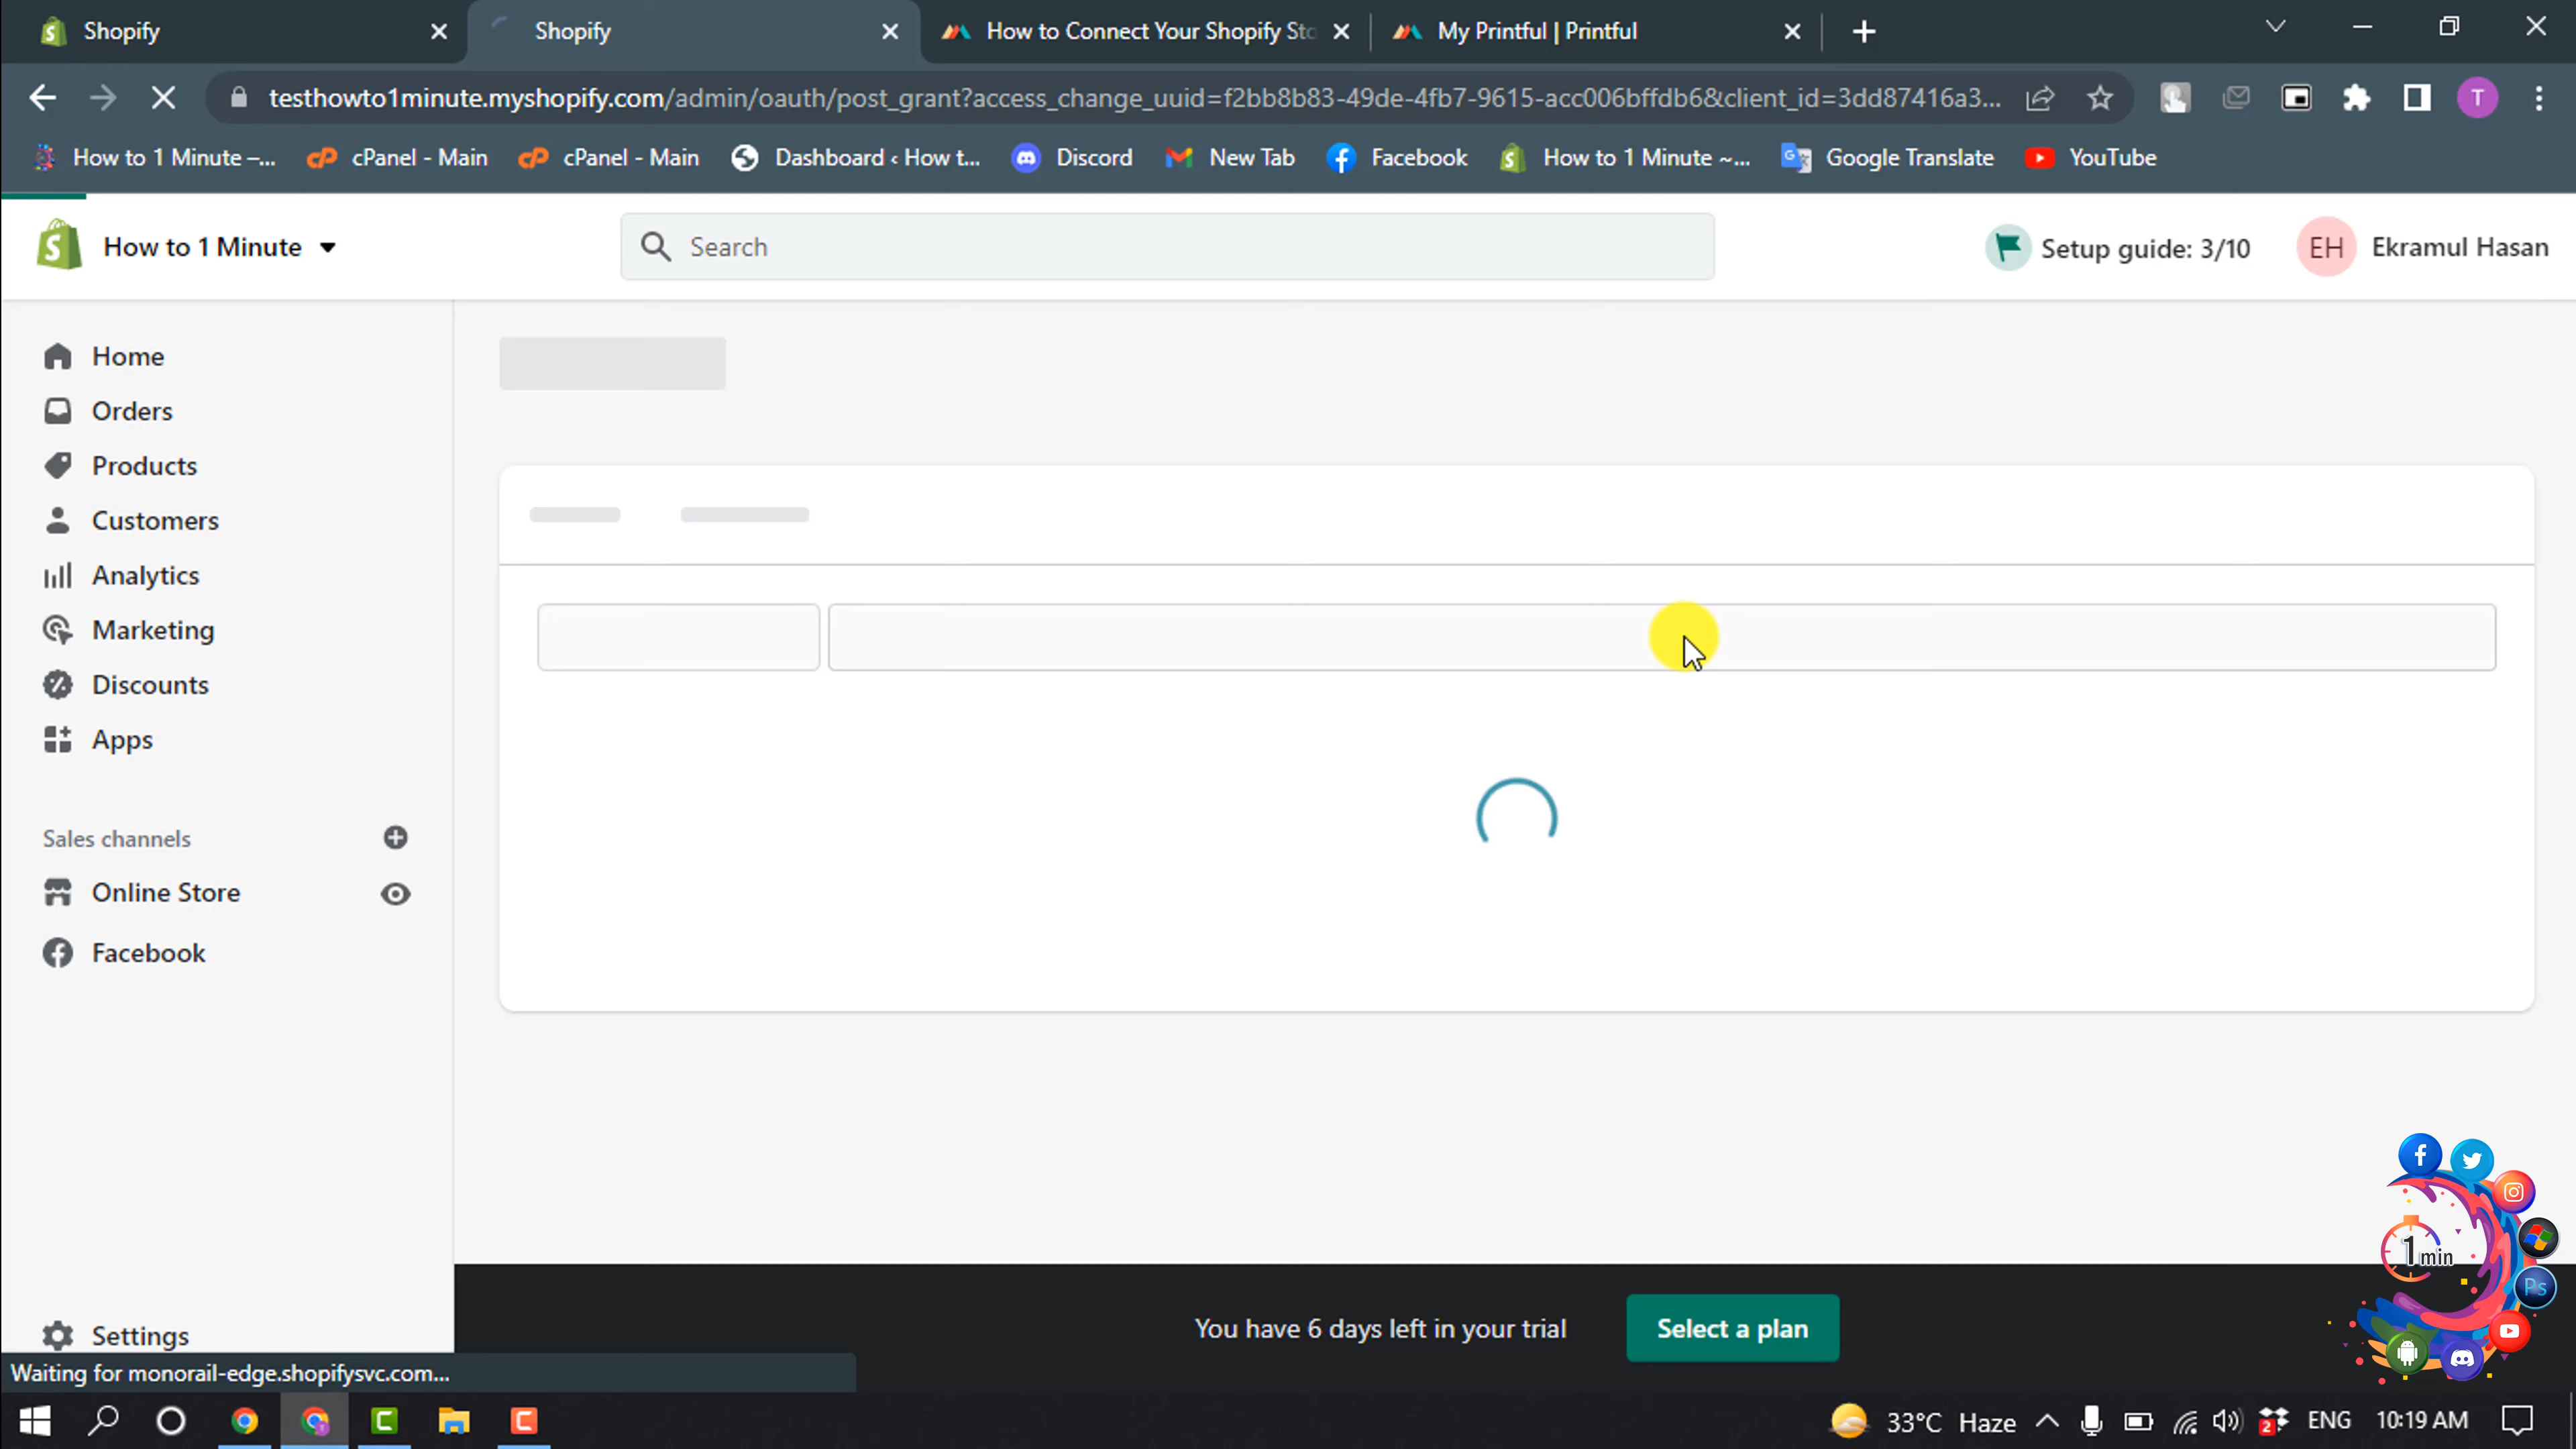 Shopify
Shopify
How to Connect Your Shopify Sto
My Printful | Printful
testhowto1minute.myshopify.com/admin/oauth/post_grant?access_change_uuid=f2bb8b83-49de-4fb7-9615-acc006bffdb6&client_id=3dd87416a3...
T
How to 1 Minute –...
cPanel - Main
cPanel - Main
Dashboard ‹ How t...
Discord
New Tab
Facebook
How to 1 Minute ~...
Google Translate
YouTube
How to 1 Minute
Search
Setup guide: 3/10
EH
Ekramul Hasan
Home
Orders
Products
Customers
Analytics
Marketing
Discounts
Apps
Sales channels
Online Store
Facebook
1 min
Ps
Settings
You have 6 days left in your trial
Select a plan
Waiting for monorail-edge.shopifysvc.com...
33°C Haze
2
ENG
10:19 AM